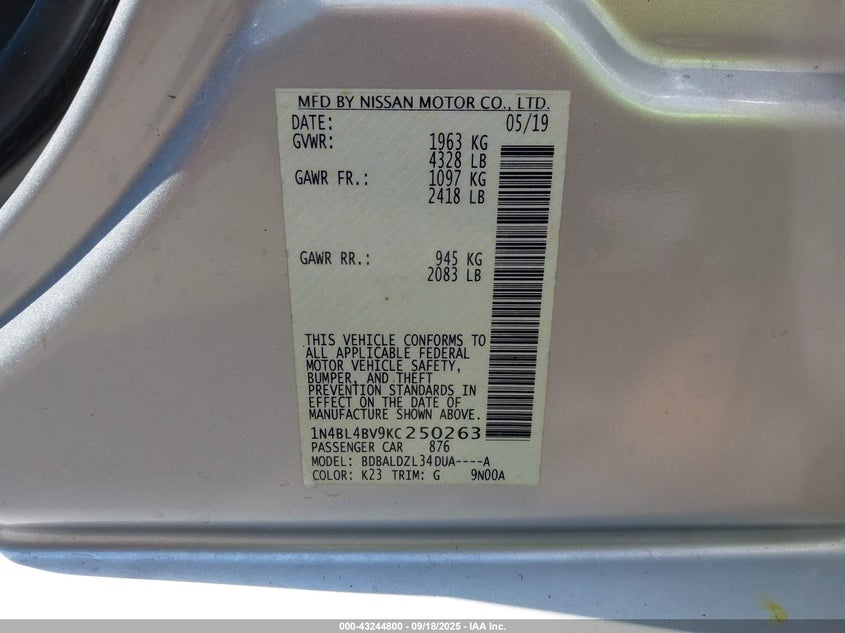 MFD BY NISSAN MOTOR CO., LTD.
DATE: 05/19
GVWR: 1963 KG
4328 LB
GAWR FR.: 1097 KG
2418 LB
GAWR RR.: 945 KG
2083 LB
THIS VEHICLE CONFORMS TO
ALL APPLICABLE FEDERAL
MOTOR VEHICLE SAFETY,
BUMPER, AND THEFT
PREVENTION STANDARDS IN
EFFECT ON THE DATE OF
MANUFACTURE SHOWN ABOVE.
1N4BL4BV9KC250263
PASSENGER CAR 876
MODEL: BDBALDZL34DUA----A
COLOR: K23 TRIM: G 9N00A
000-43244800 - 09/18/2025 - IAA Inc.